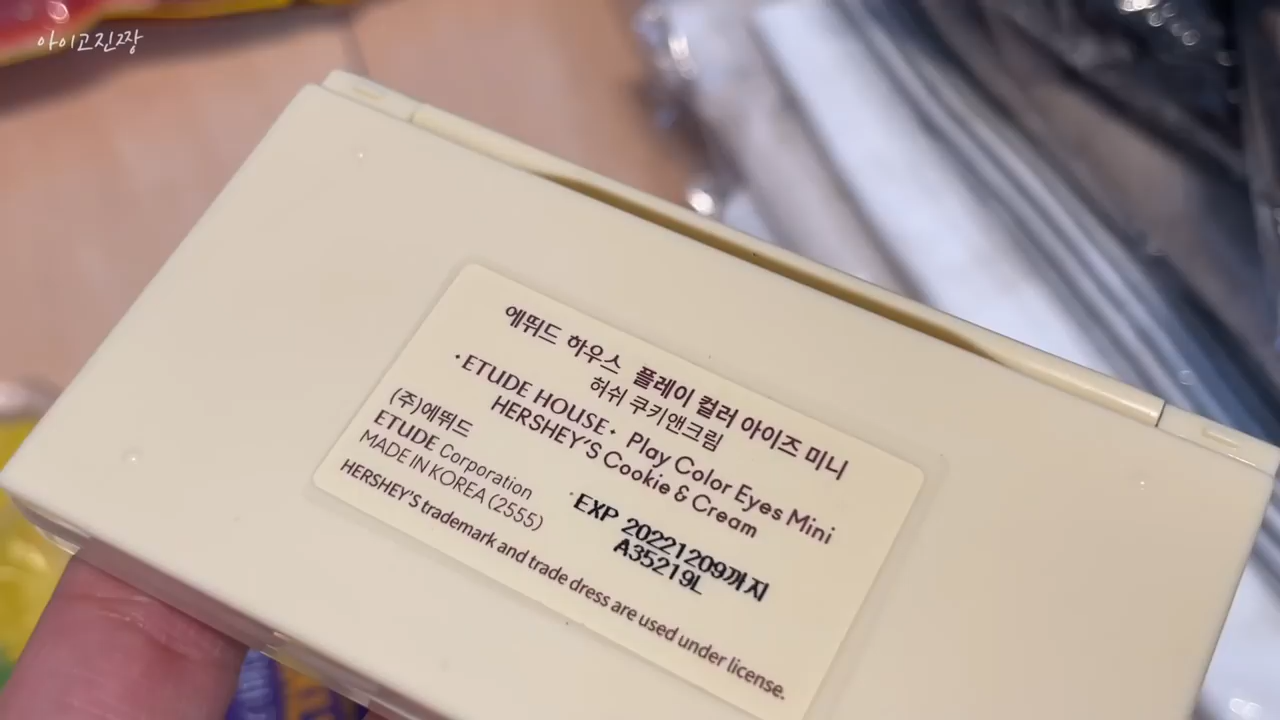 아이고진짱
에뛰드 하우스 플레이 컬러 아이즈 미니
허쉬 쿠키앤크림
·ETUDE HOUSE· Play Color Eyes Mini
HERSHEY'S Cookie & Cream
(주)에뛰드
ETUDE Corporation
MADE IN KOREA (2555)
EXP 20221209까지
A35219L
HERSHEY'S trademark and trade dress are used under license.